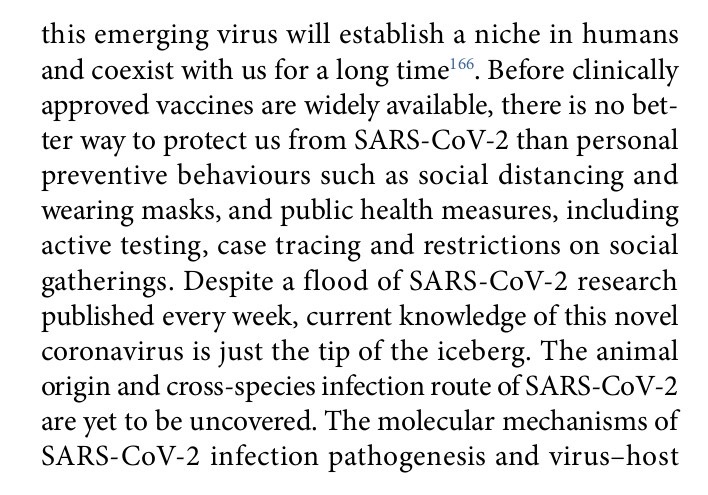 this emerging virus will establish a niche in humans
and coexist with us for a long time166. Before clinically
approved vaccines are widely available, there is no bet-
ter way to protect us from SARS-CoV-2 than personal
preventive behaviours such as social distancing and
wearing masks, and public health measures, including
active testing, case tracing and restrictions on social
gatherings. Despite a flood of SARS-CoV-2 research
published every week, current knowledge of this novel
coronavirus is just the tip of the iceberg. The animal
origin and cross-species infection route of SARS-CoV-2
are yet to be uncovered. The molecular mechanisms of
SARS-CoV-2 infection pathogenesis and virus–host